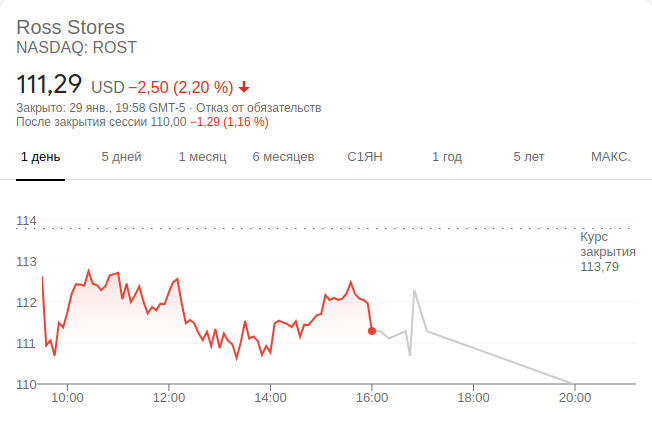 Ross Stores
NASDAQ: ROST
111,29 USD −2,50 (2,20 %)
Закрыто: 29 янв., 19:58 GMT-5 · Отказ от обязательств
После закрытия сессии 110,00 −1,29 (1,16 %)
1 день 5 дней 1 месяц 6 месяцев С1ЯН 1 год 5 лет МАКС.
114
Курс
закрытия
113,79
113
112
111
110
10:00 12:00 14:00 16:00 18:00 20:00